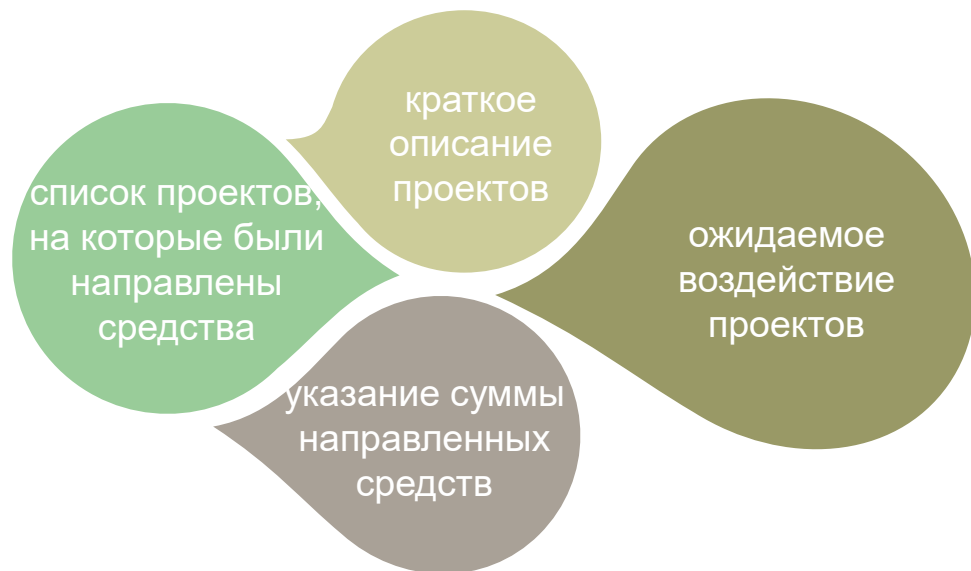 краткое
описание
проектов
список проектов,
на которые были
направлены
средства
ожидаемое
воздействие
проектов
указание суммы
направленных
средств